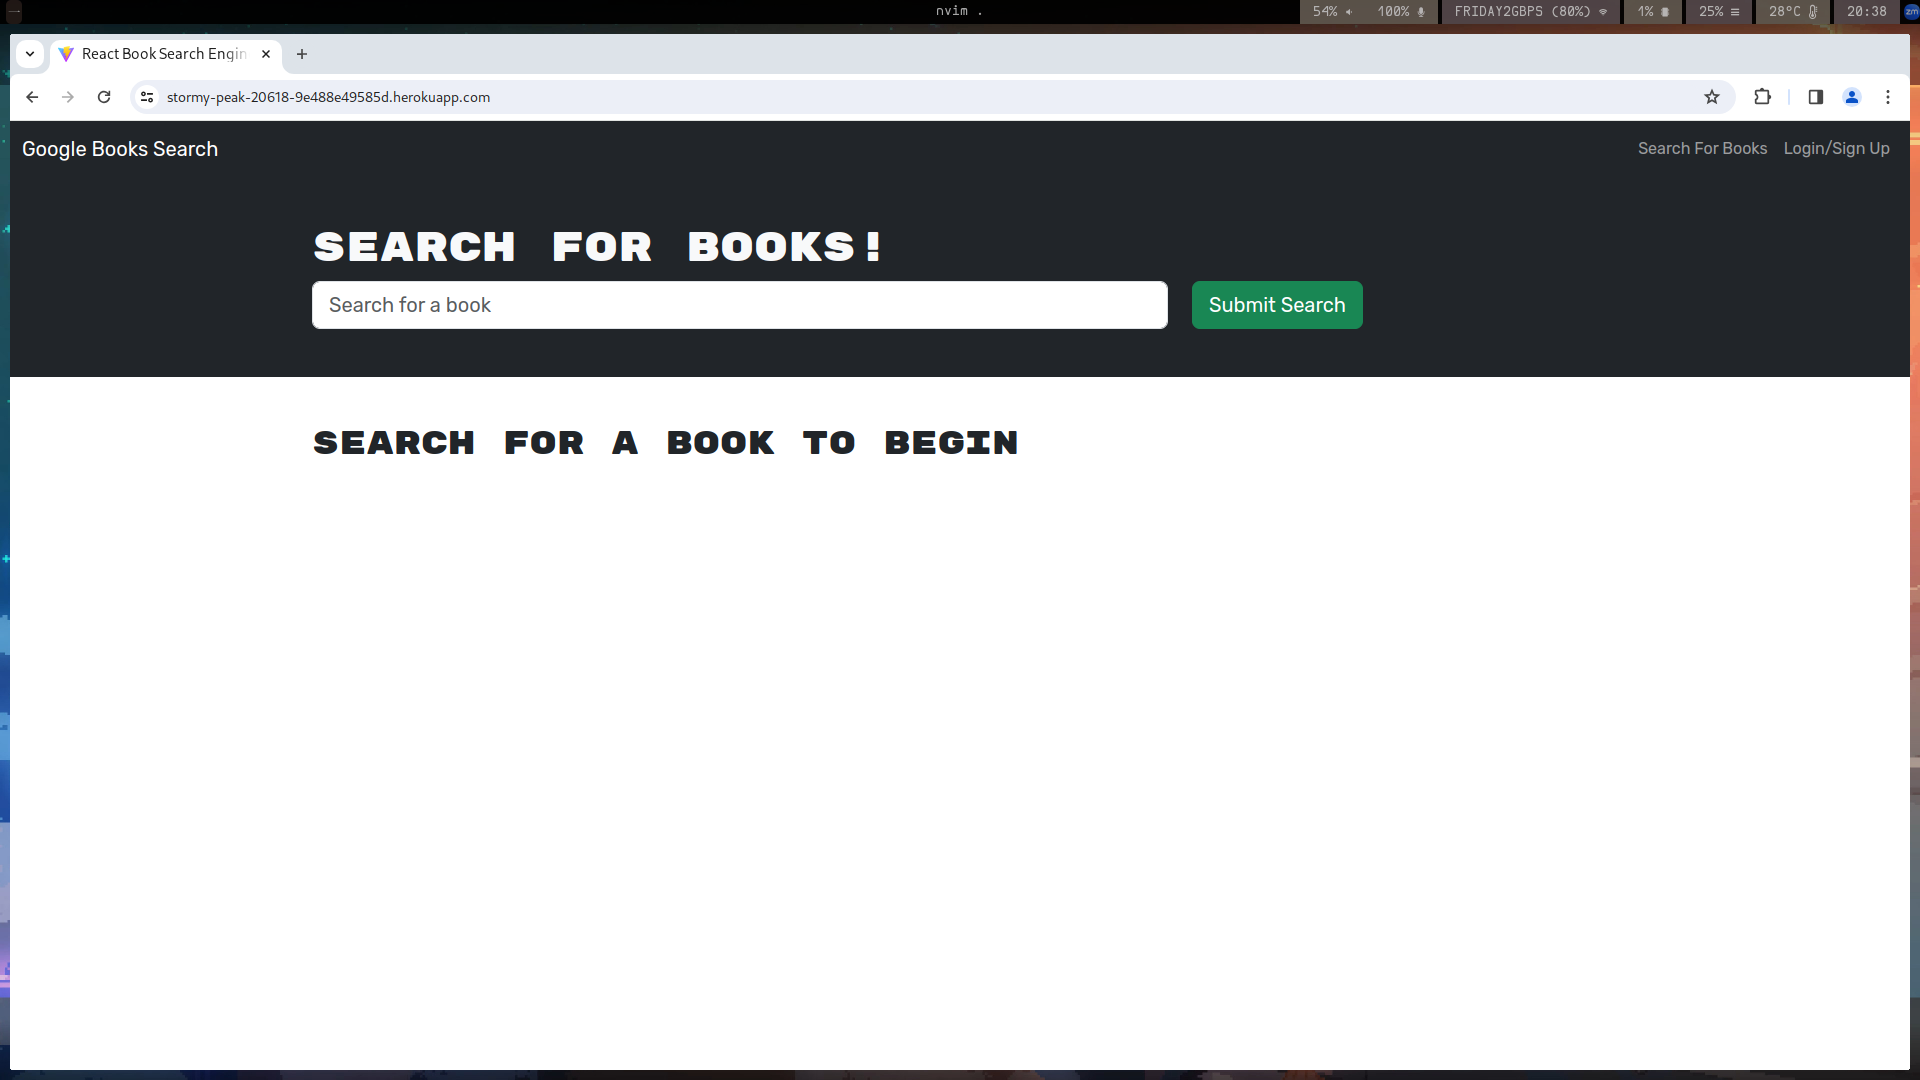 nvim .
54%
100%
FRIDAY2GBPS (80%)
1%
25%
28°C
20:38
zm
React Book Search Engin
stormy-peak-20618-9e488e49585d.herokuapp.com
Google Books Search
Search For Books
Login/Sign Up
SEARCH FOR BOOKS!
Search for a book
Submit Search
SEARCH FOR A BOOK TO BEGIN